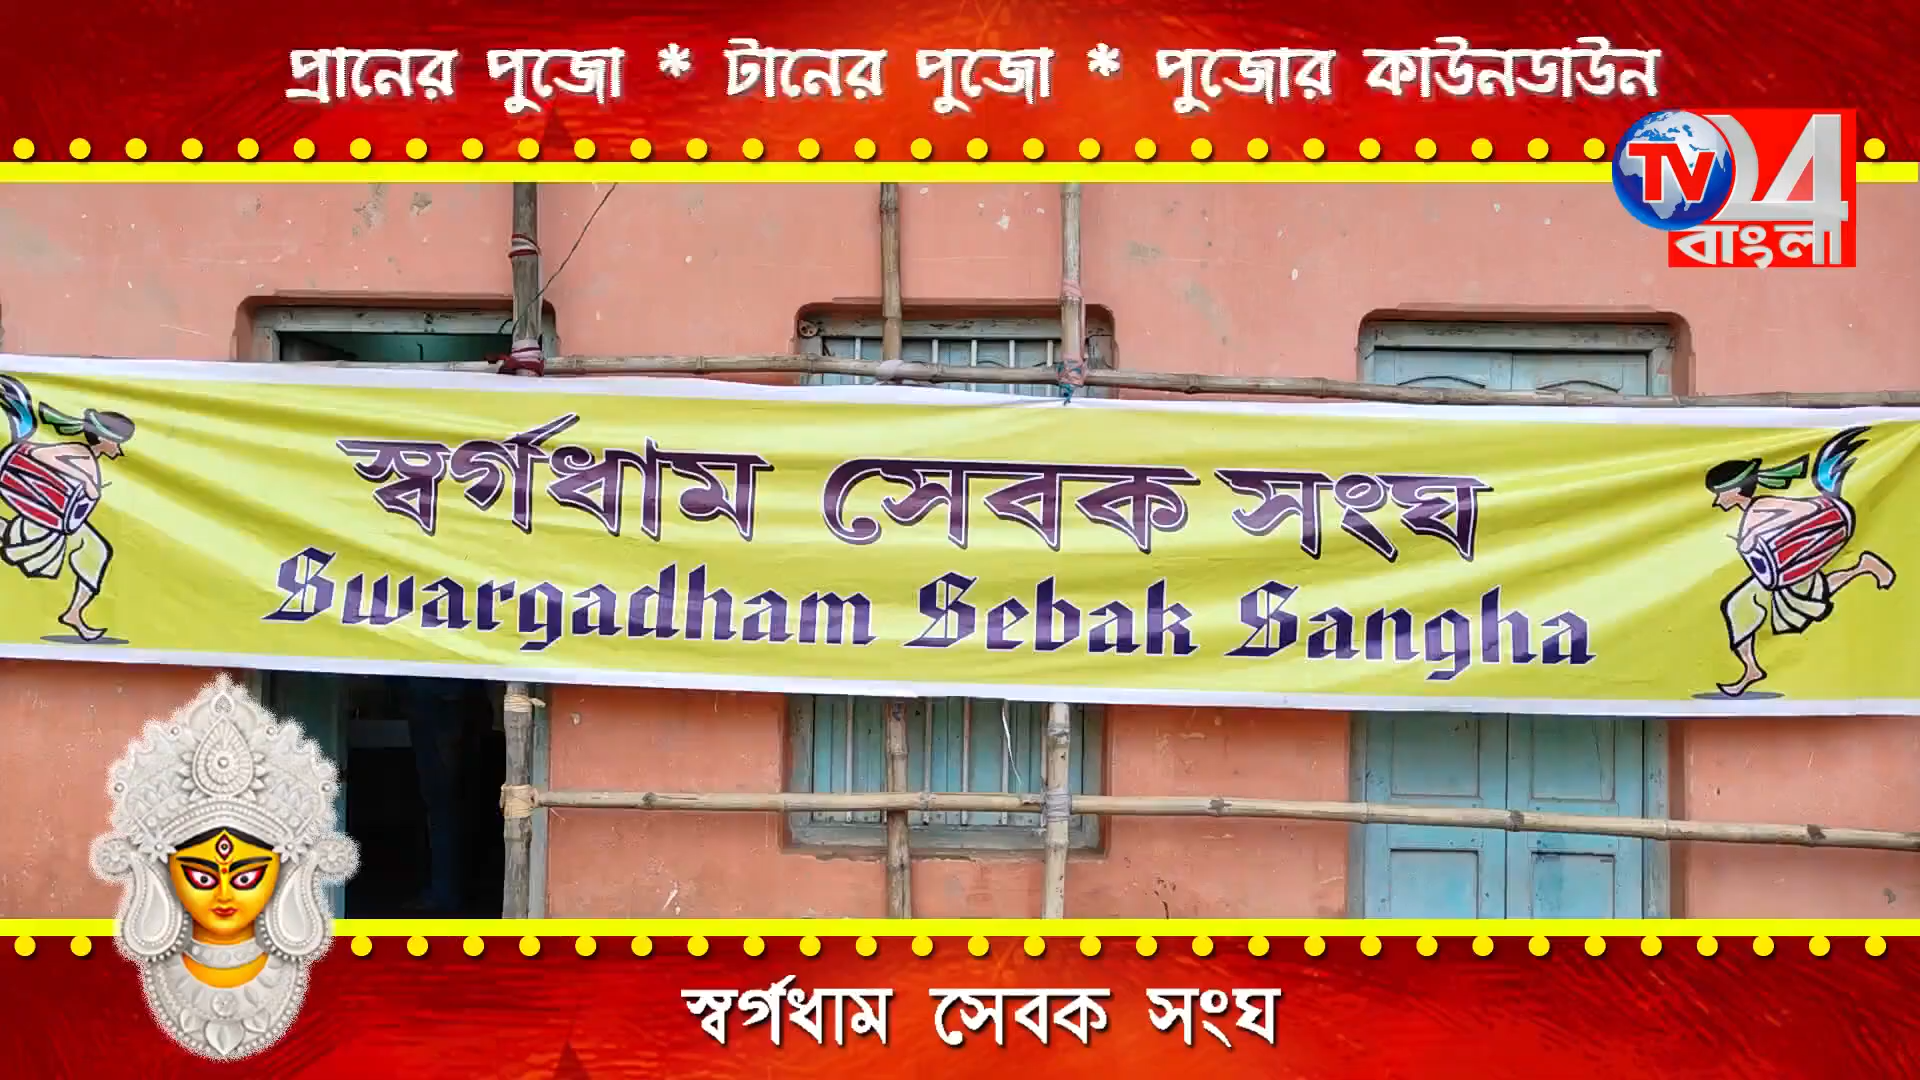 প্রানের পুজো * টানের পুজো * পুজোর কাউনডাউন
TV 24
বাংলা
স্বর্গধাম সেবক সংঘ
Swargadham Sebak Sangha
স্বর্গধাম সেবক সংঘ